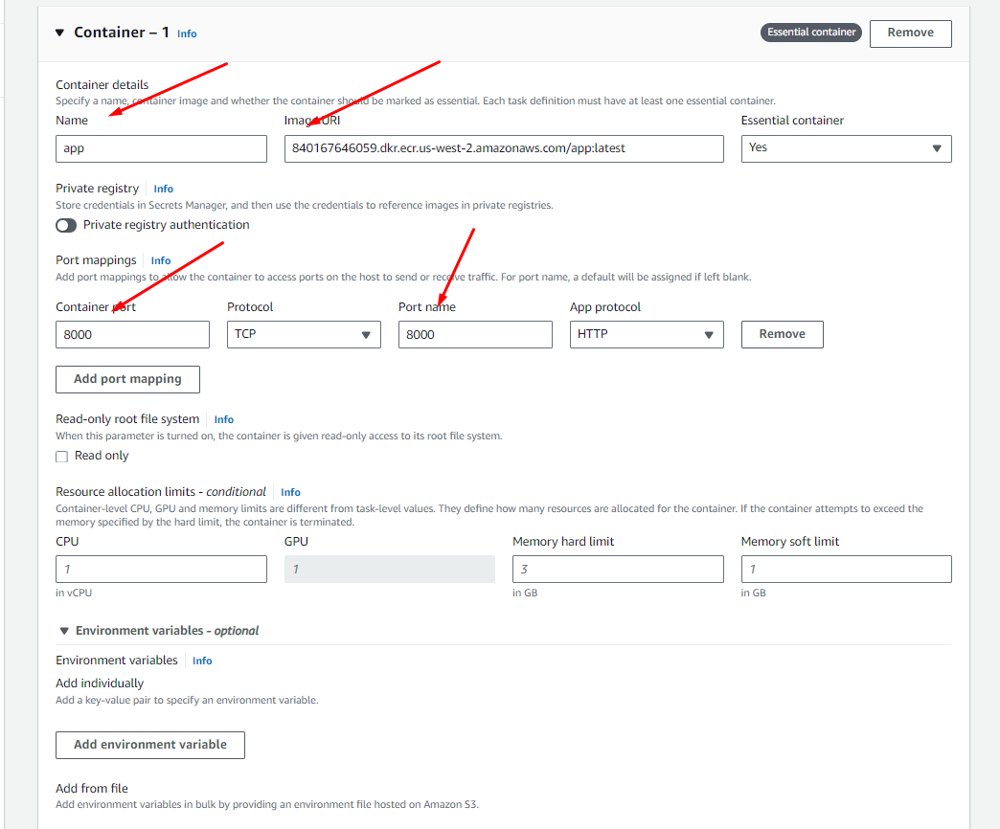 Container – 1 Info Essential container Remove
Container details
Specify a name, container image and whether the container should be marked as essential. Each task definition must have at least one essential container.
Name Image URI Essential container
app 840167646059.dkr.ecr.us-west-2.amazonaws.com/app:latest Yes
Private registry Info
Store credentials in Secrets Manager, and then use the credentials to reference images in private registries.
Private registry authentication
Port mappings Info
Add port mappings to allow the container to access ports on the host to send or receive traffic. For port name, a default will be assigned if left blank.
Container port Protocol Port name App protocol
8000 TCP 8000 HTTP Remove
Add port mapping
Read-only root file system Info
When this parameter is turned on, the container is given read-only access to its root file system.
Read only
Resource allocation limits - conditional Info
Container-level CPU, GPU and memory limits are different from task-level values. They define how many resources are allocated for the container. If the container attempts to exceed the
memory specified by the hard limit, the container is terminated.
CPU GPU Memory hard limit Memory soft limit
1 1 3 1
in vCPU in GB in GB
Environment variables - optional
Environment variables Info
Add individually
Add a key-value pair to specify an environment variable.
Add environment variable
Add from file
Add environment variables in bulk by providing an environment file hosted on Amazon S3.